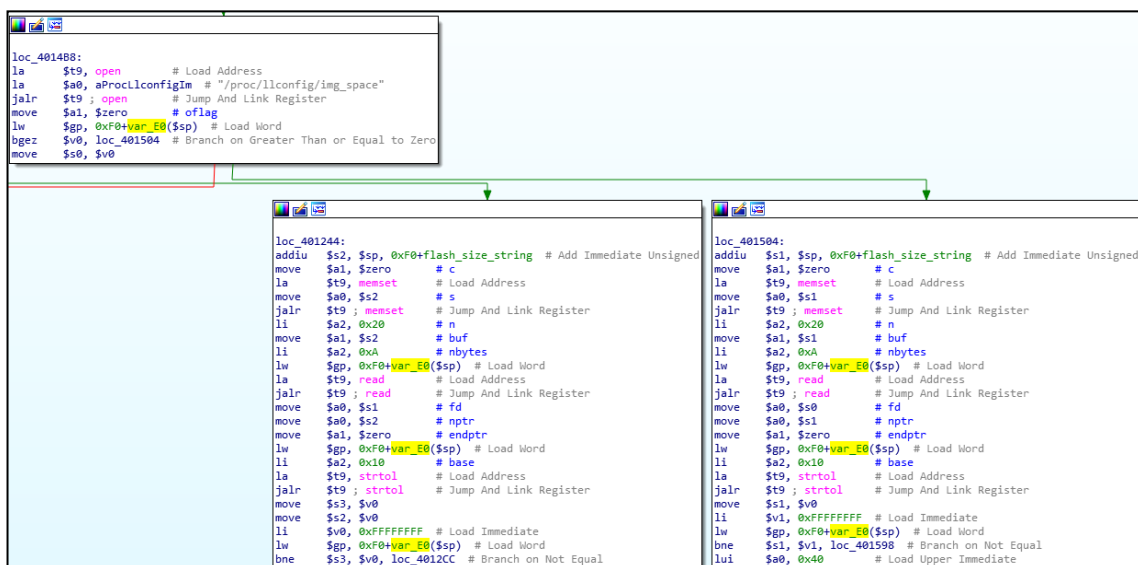 loc_4014B8:
la $t9, open # Load Address
la $a0, aProcLlconfigIm # "/proc/llconfig/img_space"
jalr $t9 ; open # Jump And Link Register
move $a1, $zero # oflag
lw $gp, 0xF0+var_E0($sp) # Load Word
bgez $v0, loc_401504 # Branch on Greater Than or Equal to Zero
move $s0, $v0
loc_401244:
addiu $s2, $sp, 0xF0+flash_size_string # Add Immediate Unsigned
move $a1, $zero # c
la $t9, memset # Load Address
move $a0, $s2 # s
jalr $t9 ; memset # Jump And Link Register
li $a2, 0x20 # n
move $a1, $s2 # buf
li $a2, 0xA # nbytes
lw $gp, 0xF0+var_E0($sp) # Load Word
la $t9, read # Load Address
jalr $t9 ; read # Jump And Link Register
move $a0, $s1 # fd
move $a0, $s2 # nptr
move $a1, $zero # endptr
lw $gp, 0xF0+var_E0($sp) # Load Word
li $a2, 0x10 # base
la $t9, strtol # Load Address
jalr $t9 ; strtol # Jump And Link Register
move $s3, $v0
move $s2, $v0
li $v0, 0xFFFFFFFF # Load Immediate
lw $gp, 0xF0+var_E0($sp) # Load Word
bne $s3, $v0, loc_4012CC # Branch on Not Equal
loc_401504:
addiu $s1, $sp, 0xF0+flash_size_string # Add Immediate Unsigned
move $a1, $zero # c
la $t9, memset # Load Address
move $a0, $s1 # s
jalr $t9 ; memset # Jump And Link Register
li $a2, 0x20 # n
move $a1, $s1 # buf
li $a2, 0xA # nbytes
lw $gp, 0xF0+var_E0($sp) # Load Word
la $t9, read # Load Address
jalr $t9 ; read # Jump And Link Register
move $a0, $s0 # fd
move $a0, $s1 # nptr
move $a1, $zero # endptr
lw $gp, 0xF0+var_E0($sp) # Load Word
li $a2, 0x10 # base
la $t9, strtol # Load Address
jalr $t9 ; strtol # Jump And Link Register
move $s1, $v0
li $v1, 0xFFFFFFFF # Load Immediate
lw $gp, 0xF0+var_E0($sp) # Load Word
bne $s1, $v1, loc_401598 # Branch on Not Equal
lui $a0, 0x40 # Load Upper Immediate